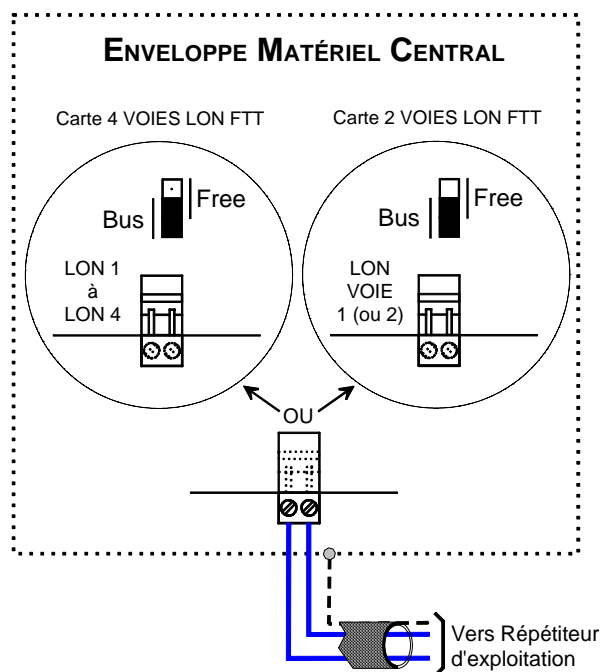 ENVELOPPE MATÉRIEL CENTRAL
Carte 4 VOIES LON FTT
Carte 2 VOIES LON FTT
Free
Bus
LON 1
à
LON 4
Free
Bus
LON
VOIE
1 (ou 2)
OU
Vers Répétiteur
d'exploitation